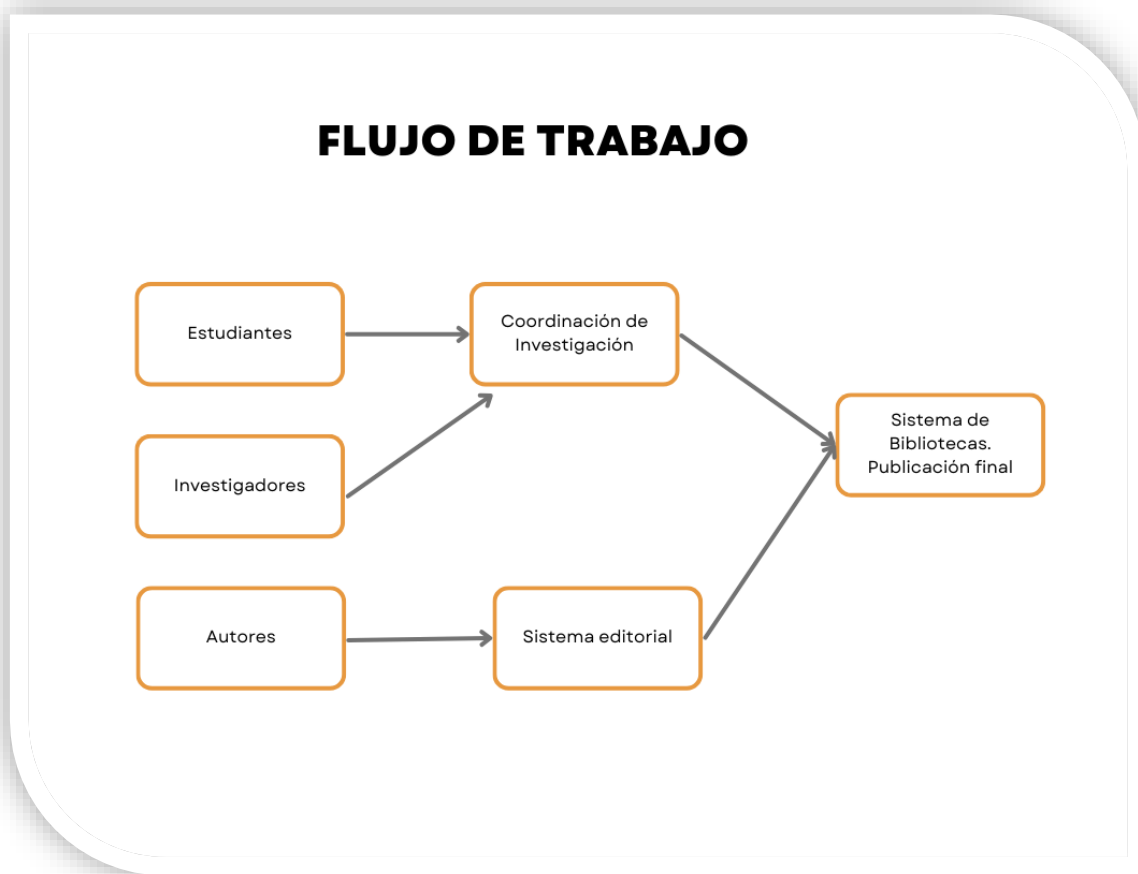 FLUJO DE TRABAJO
Estudiantes
Coordinación de
Investigación
Investigadores
Sistema de
Bibliotecas.
Publicación final
Autores
Sistema editorial